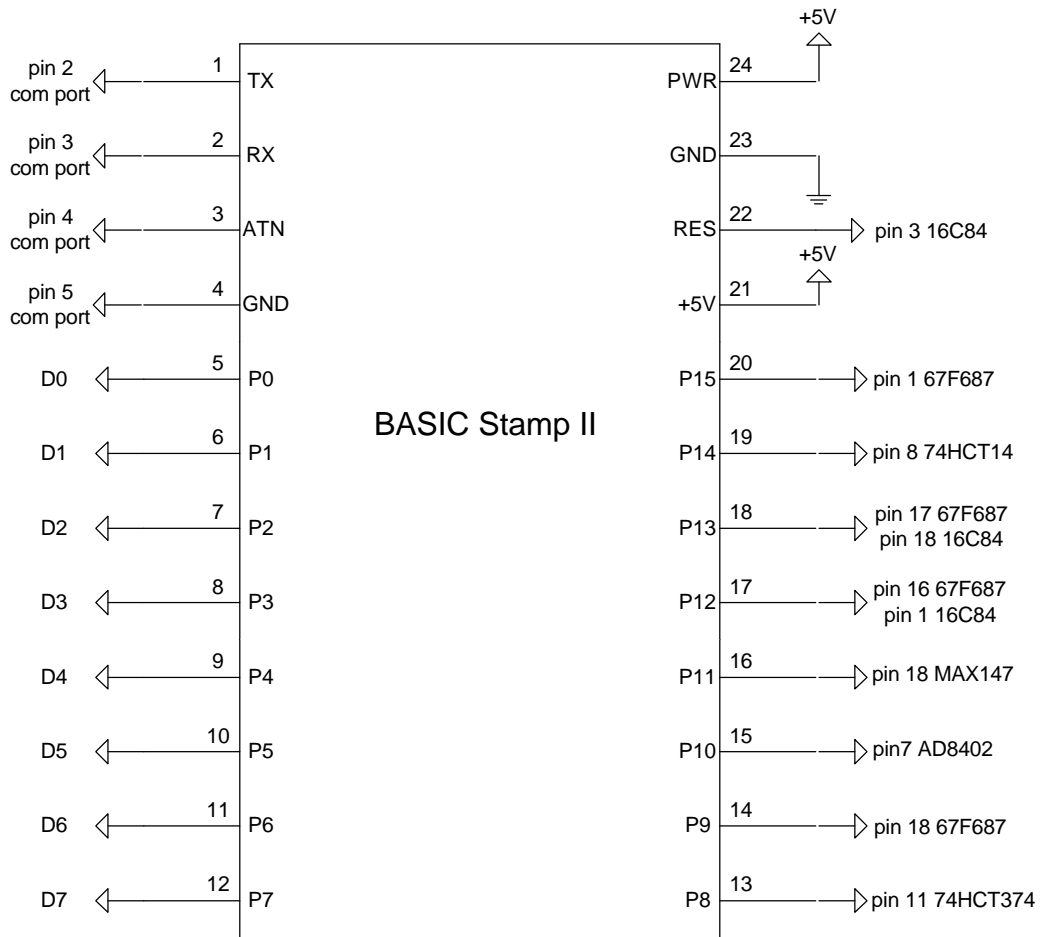 +5V
pin 2
com port
1
TX
PWR
24
pin 3
com port
2
RX
GND
23
pin 4
com port
3
ATN
RES
22
pin 3 16C84
+5V
pin 5
com port
4
GND
+5V
21
D0
5
P0
P15
20
pin 1 67F687
BASIC Stamp II
D1
6
P1
P14
19
pin 8 74HCT14
D2
7
P2
P13
18
pin 17 67F687
pin 18 16C84
D3
8
P3
P12
17
pin 16 67F687
pin 1 16C84
D4
9
P4
P11
16
pin 18 MAX147
D5
10
P5
P10
15
pin7 AD8402
D6
11
P6
P9
14
pin 18 67F687
D7
12
P7
P8
13
pin 11 74HCT374